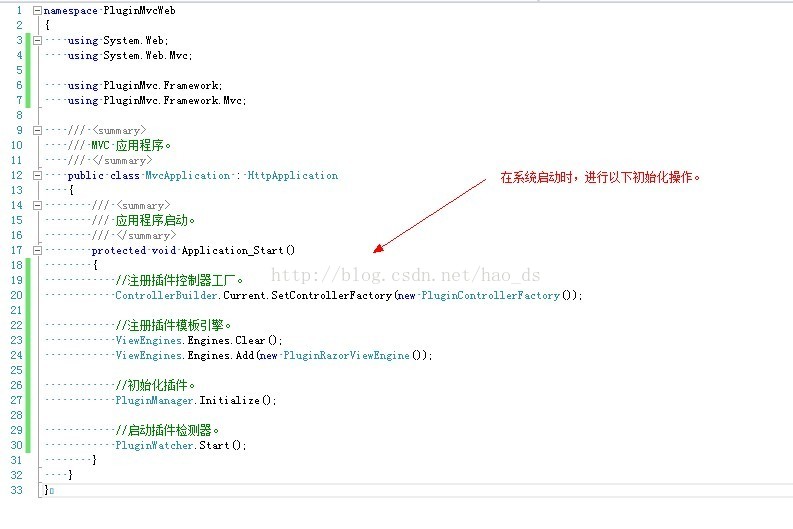 1 namespace PluginMvcWeb
2 {
3 using System.Web;
4 using System.Web.Mvc;
5
6 using PluginMvc.Framework;
7 using PluginMvc.Framework.Mvc;
8
9 /// <summary>
10 /// MVC 应用程序。
11 /// </summary>
12 public class MvcApplication : HttpApplication
在系统启动时，进行以下初始化操作。
13 {
14 /// <summary>
15 /// 应用程序启动。
16 /// </summary>
17 protected void Application_Start()
18 {
http://blog.csdn.net/hao_ds
19 //注册插件控制器工厂。
20 ControllerBuilder.Current.SetControllerFactory(new PluginControllerFactory());
21
22 //注册插件模板引擎。
23 ViewEngines.Engines.Clear();
24 ViewEngines.Engines.Add(new PluginRazorViewEngine());
25
26 //初始化插件。
27 PluginManager.Initialize();
28
29 //启动插件检测器。
30 PluginWatcher.Start();
31 }
32 }
33 }